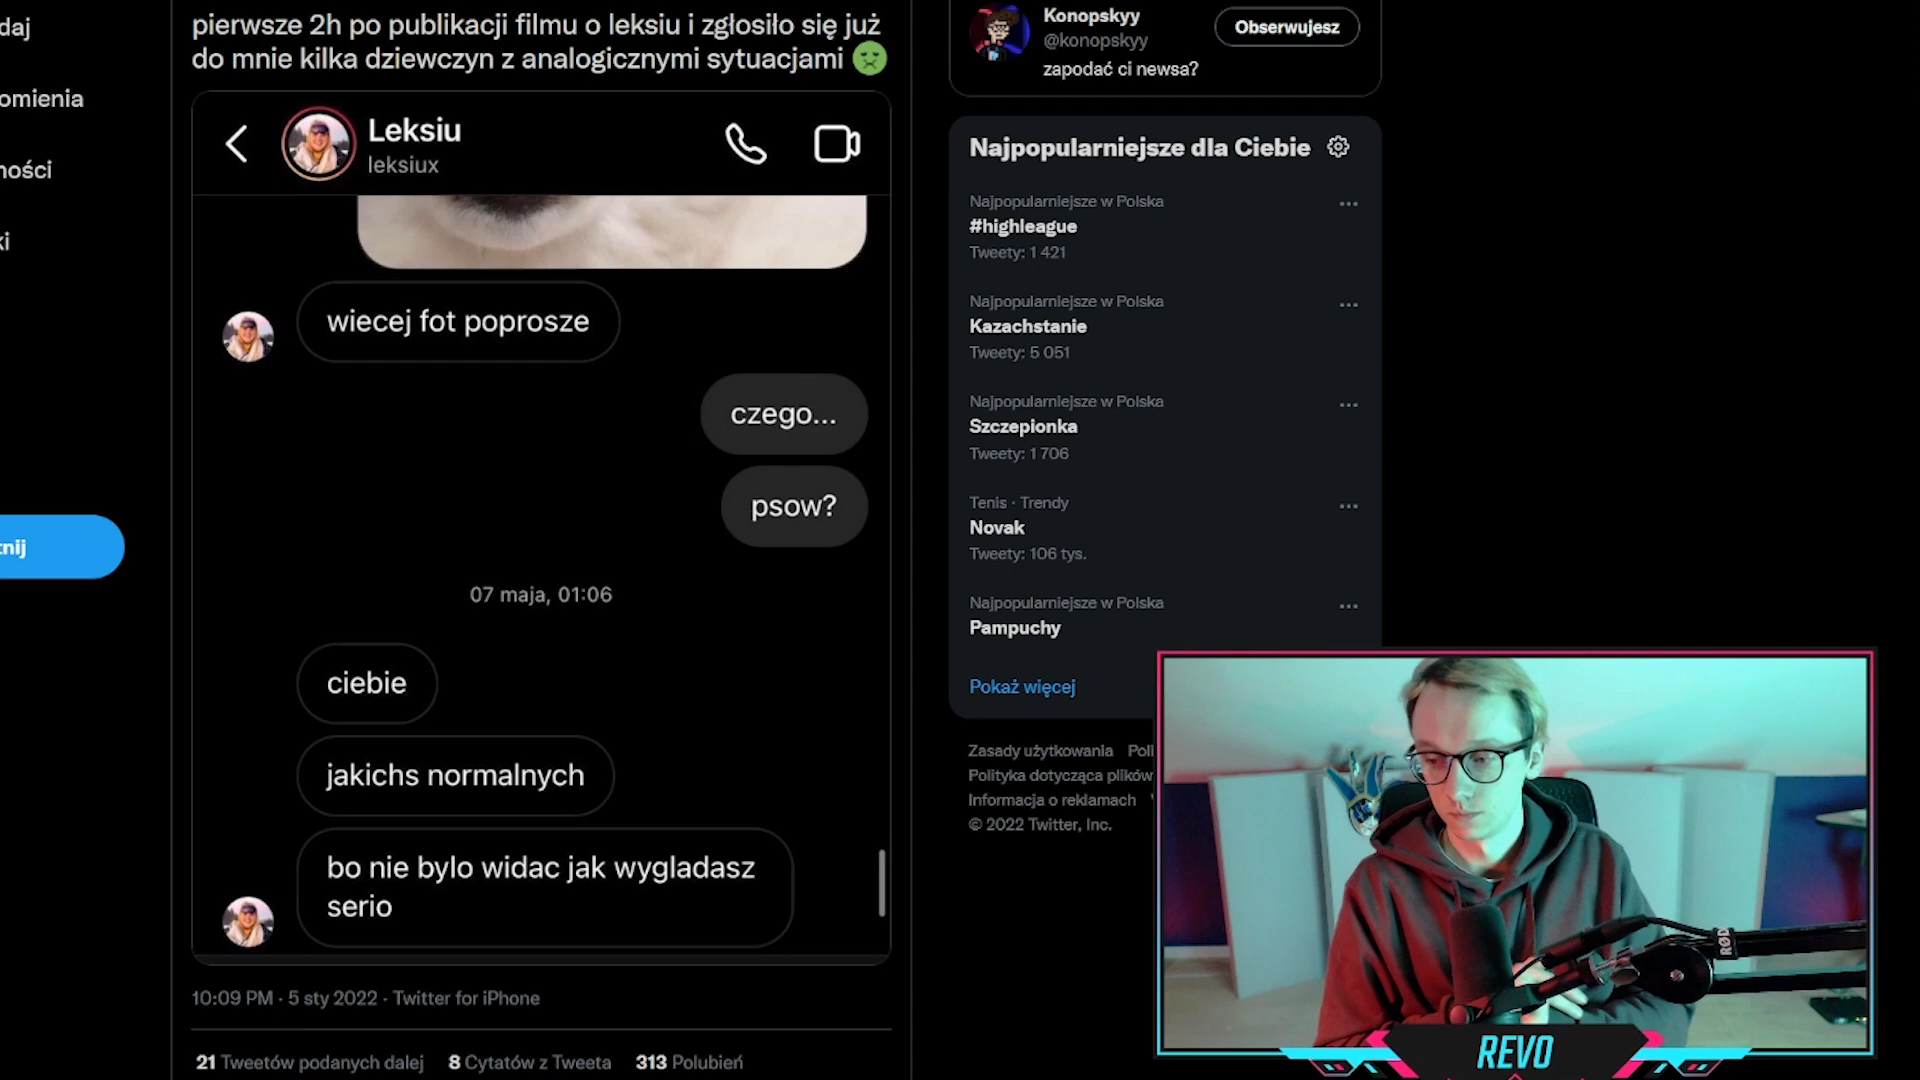 daj
omienia
ności
ki
tnij
pierwsze 2h po publikacji filmu o leksiu i zgłosiło się już
do mnie kilka dziewczyn z analogicznymi sytuacjami
Leksiu
leksiux
wiecej fot poprosze
czego...
psow?
07 maja, 01:06
ciebie
jakichs normalnych
bo nie bylo widac jak wygladasz
serio
10:09 PM · 5 sty 2022 · Twitter for iPhone
21 Tweetów podanych dalej 8 Cytatów z Tweeta 313 Polubień
Konopskyy
@konopskyy
Obserwujesz
zapodać ci newsa?
Najpopularniejsze dla Ciebie
Najpopularniejsze w Polska
#highleague
Tweety: 1 421
Najpopularniejsze w Polska
Kazachstanie
Tweety: 5 051
Najpopularniejsze w Polska
Szczepionka
Tweety: 1 706
Tenis · Trendy
Novak
Tweety: 106 tys.
Najpopularniejsze w Polska
Pampuchy
Pokaż więcej
Zasady użytkowania Poli
Polityka dotycząca plików
Informacja o reklamach
© 2022 Twitter, Inc.
RØD
REVO